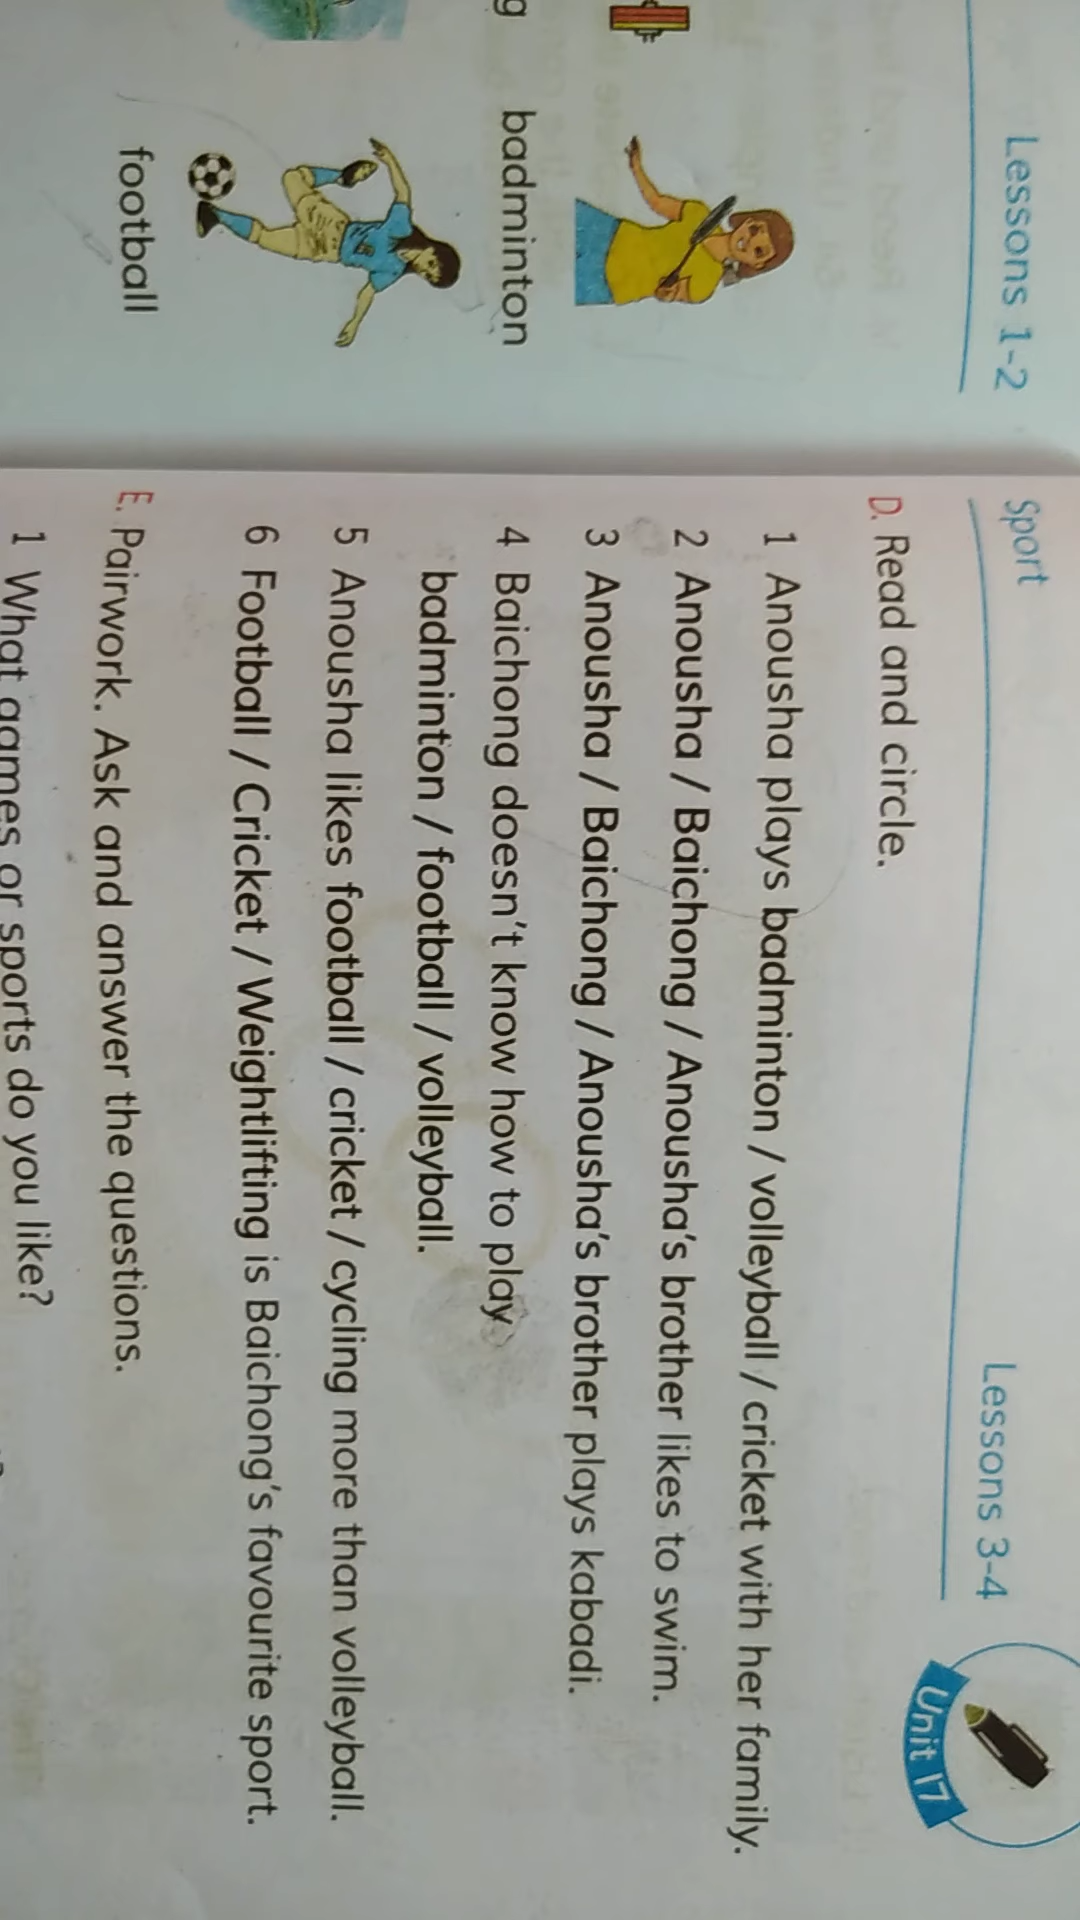 Lessons 1-2
badminton
football
Sport
Lessons 3-4
Unit 17
D. Read and circle.
1 Anousha plays badminton / volleyball / cricket with her family.
2 Anousha / Baichong / Anousha's brother likes to swim.
3 Anousha / Baichong / Anousha's brother plays kabadi.
4 Baichong doesn't know how to play
badminton / football / volleyball.
5 Anousha likes football / cricket / cycling more than volleyball.
6 Football / Cricket / Weightlifting is Baichong's favourite sport.
E. Pairwork. Ask and answer the questions.
1 What games or sports do you like?